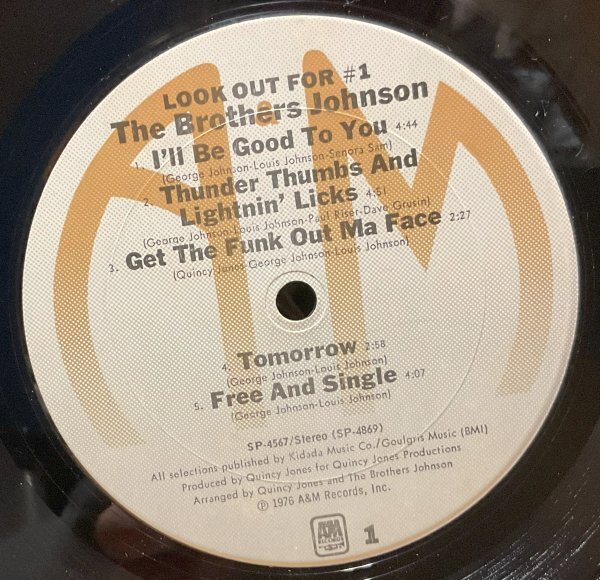 LOOK OUT FOR #1
The Brothers Johnson
1. I'll Be Good To You 4:44
(George Johnson-Louis Johnson-Senora Sam)
2. Thunder Thumbs And
Lightnin' Licks 4:51
(George Johnson-Louis Johnson-Paul Riser-Dave Grusin)
3. Get The Funk Out Ma Face 2:27
(Quincy Jones-George Johnson-Louis Johnson)
4. Tomorrow 2:58
(George Johnson-Louis Johnson)
5. Free And Single 4:07
(George Johnson-Louis Johnson)
SP-4567/Stereo (SP-4869)
All selections published by Kidada Music Co./Goulgris Music (BMI)
Produced by Quincy Jones for Quincy Jones Productions
Arranged by Quincy Jones and The Brothers Johnson
Ⓟ 1976 A&M Records, Inc.
A&M
RECORDS
1